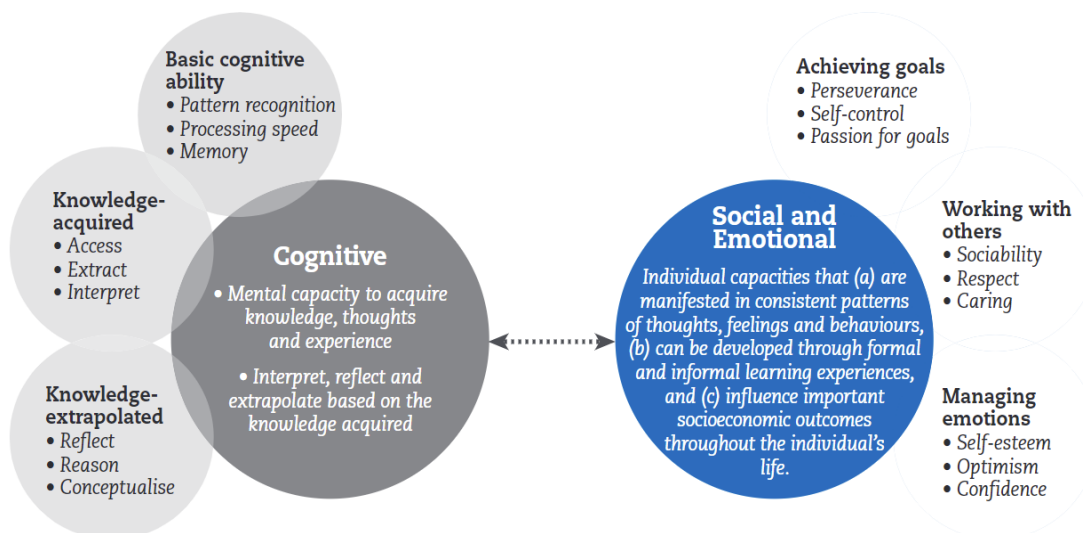 Basic cognitive
ability
• Pattern recognition
• Processing speed
• Memory
Knowledge-
acquired
• Access
• Extract
• Interpret
Knowledge-
extrapolated
• Reflect
• Reason
• Conceptualise
Cognitive
• Mental capacity to acquire
knowledge, thoughts
and experience
• Interpret, reflect and
extrapolate based on the
knowledge acquired
Social and
Emotional
Individual capacities that (a) are
manifested in consistent patterns
of thoughts, feelings and behaviours,
(b) can be developed through formal
and informal learning experiences,
and (c) influence important
socioeconomic outcomes
throughout the individual's
life.
Achieving goals
• Perseverance
• Self-control
• Passion for goals
Working with
others
• Sociability
• Respect
• Caring
Managing
emotions
• Self-esteem
• Optimism
• Confidence